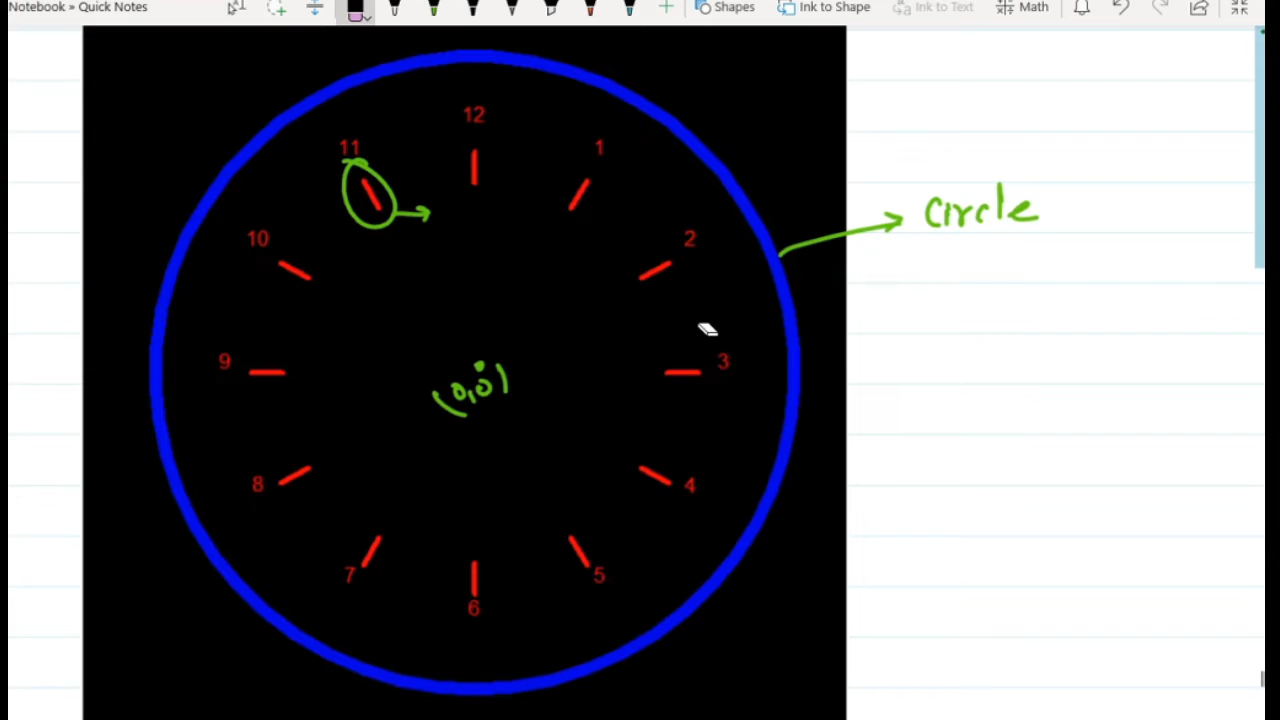 Notebook » Quick Notes
Shapes
Ink to Shape
Ink to Text
Math
12
11
1
10
2
circle
9
3
(0,0)
8
4
7
5
6